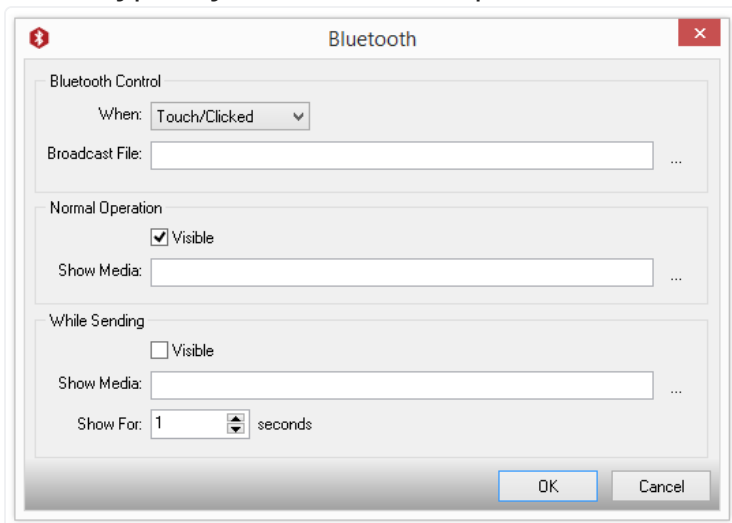 Bluetooth
Bluetooth Control
When: Touch/Clicked
Broadcast File: ...
Normal Operation
Visible
Show Media: ...
While Sending
Visible
Show Media: ...
Show For: 1 seconds
OK Cancel